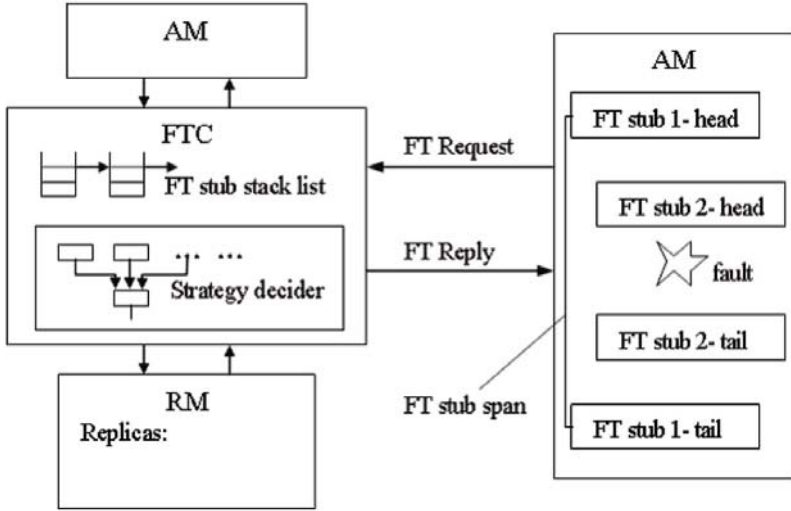 AM
FTC
FT stub stack list
... ...
Strategy decider
RM
Replicas:
FT Request
FT Reply
FT stub span
AM
FT stub 1- head
FT stub 2- head
fault
FT stub 2- tail
FT stub 1- tail